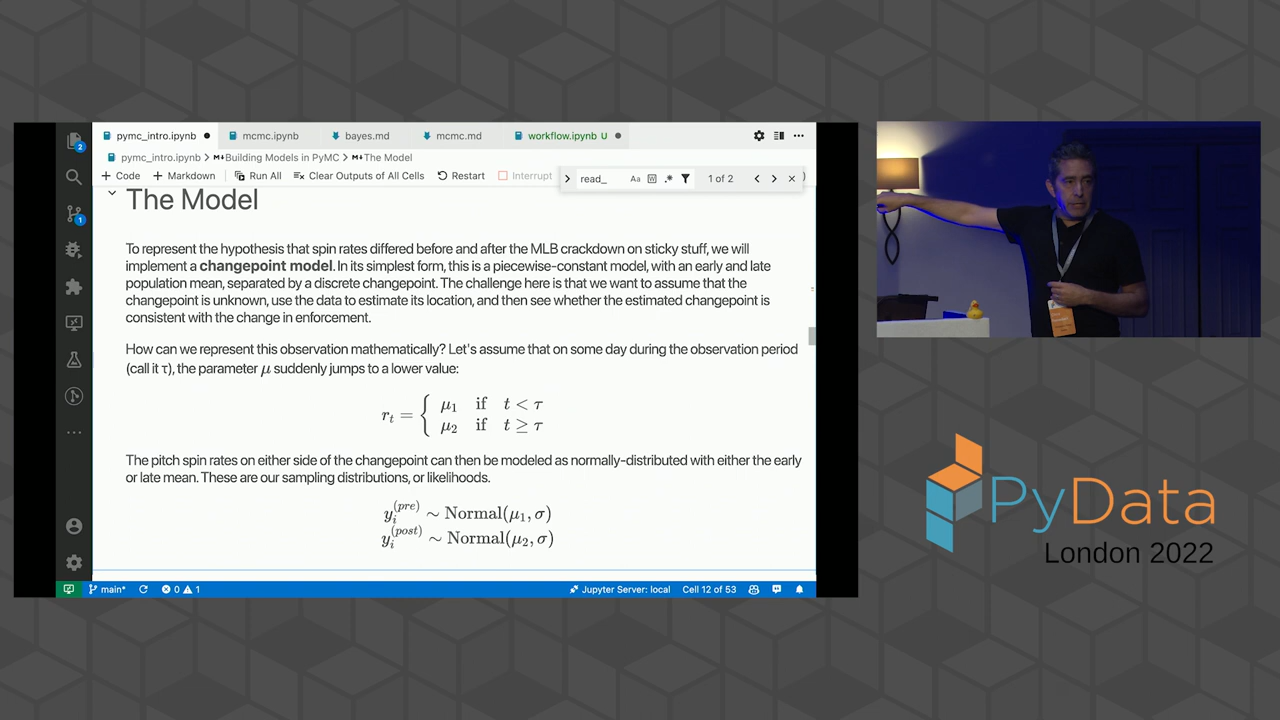 pymc_intro.ipynb
mcmc.ipynb
bayes.md
mcmc.md
workflow.ipynb U
pymc_intro.ipynb > M↓Building Models in PyMC > M↓The Model
+ Code + Markdown Run All Clear Outputs of All Cells Restart Interrupt
read_ Aa 1 of 2
2
1
The Model
To represent the hypothesis that spin rates differed before and after the MLB crackdown on sticky stuff, we will
implement a changepoint model. In its simplest form, this is a piecewise-constant model, with an early and late
population mean, separated by a discrete changepoint. The challenge here is that we want to assume that the
changepoint is unknown, use the data to estimate its location, and then see whether the estimated changepoint is
consistent with the change in enforcement.
How can we represent this observation mathematically? Let's assume that on some day during the observation period
(call it τ), the parameter μ suddenly jumps to a lower value:
r_t = { μ_1 if t < τ
μ_2 if t ≥ τ
The pitch spin rates on either side of the changepoint can then be modeled as normally-distributed with either the early
or late mean. These are our sampling distributions, or likelihoods.
y_i^(pre) ∼ Normal(μ_1, σ)
y_i^(post) ∼ Normal(μ_2, σ)
main* 0 1 Jupyter Server: local Cell 12 of 53
PyData
London 2022